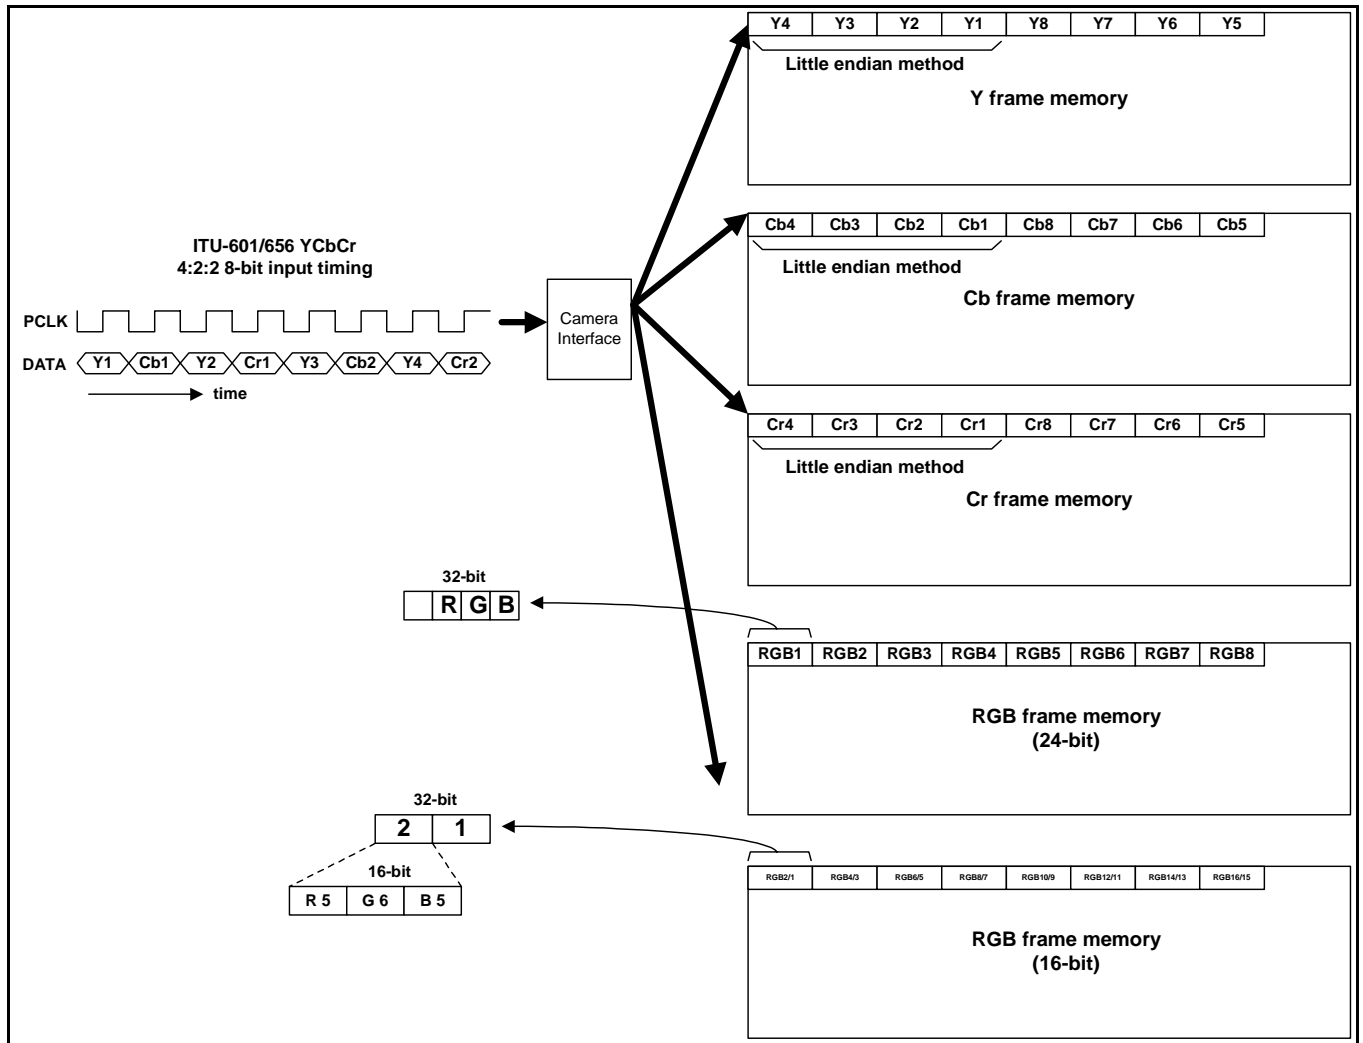 Y4 Y3 Y2 Y1 Y8 Y7 Y6 Y5
Little endian method
Y frame memory
Cb4 Cb3 Cb2 Cb1 Cb8 Cb7 Cb6 Cb5
Little endian method
Cb frame memory
ITU-601/656 YCbCr
4:2:2 8-bit input timing
PCLK
DATA Y1 Cb1 Y2 Cr1 Y3 Cb2 Y4 Cr2
time
Camera
Interface
Cr4 Cr3 Cr2 Cr1 Cr8 Cr7 Cr6 Cr5
Little endian method
Cr frame memory
32-bit
R G B
RGB1 RGB2 RGB3 RGB4 RGB5 RGB6 RGB7 RGB8
RGB frame memory
(24-bit)
32-bit
2 1
16-bit
R 5 G 6 B 5
RGB2/1 RGB4/3 RGB6/5 RGB8/7 RGB10/9 RGB12/11 RGB14/13 RGB16/15
RGB frame memory
(16-bit)